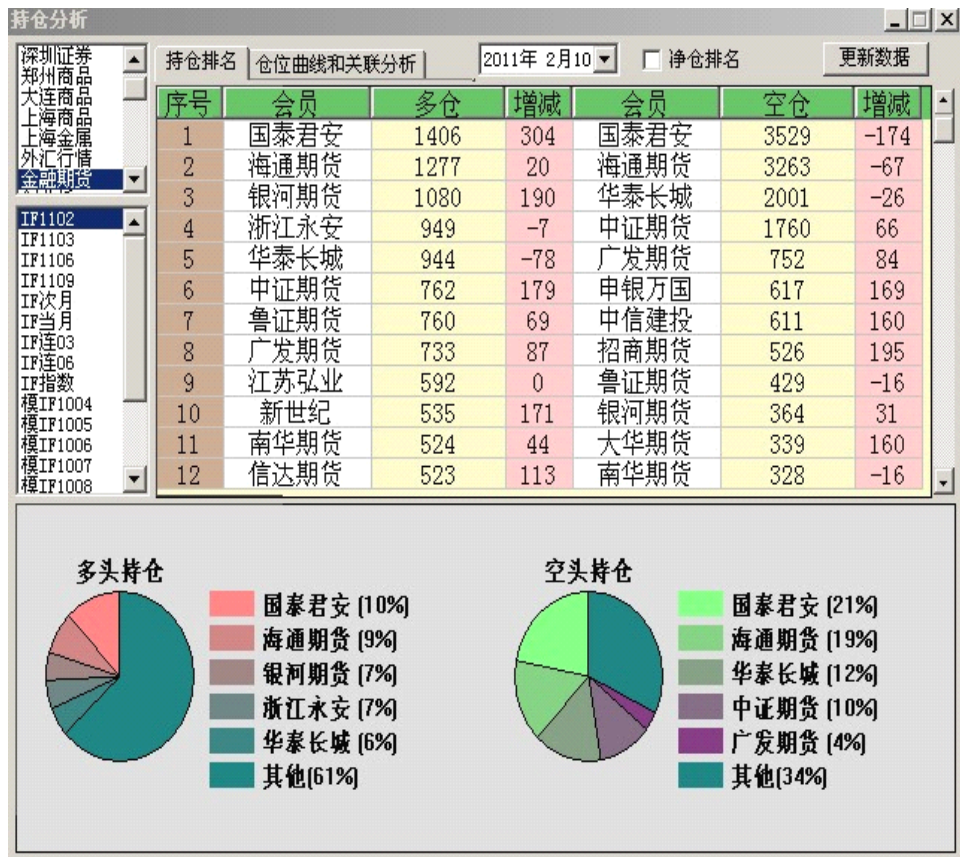 持仓分析
深圳证券
郑州商品
大连商品
上海商品
上海金属
外汇行情
金融期货
IF1102
IF1103
IF1106
IF1109
IF次月
IF当月
IF连03
IF连06
IF指数
模IF1004
模IF1005
模IF1006
模IF1007
模IF1008
持仓排名 仓位曲线和关联分析 2011年 2月10 净仓排名 更新数据
序号 会员 多仓 增减 会员 空仓 增减
1 国泰君安 1406 304 国泰君安 3529 -174
2 海通期货 1277 20 海通期货 3263 -67
3 银河期货 1080 190 华泰长城 2001 -26
4 浙江永安 949 -7 中证期货 1760 66
5 华泰长城 944 -78 广发期货 752 84
6 中证期货 762 179 申银万国 617 169
7 鲁证期货 760 69 中信建投 611 160
8 广发期货 733 87 招商期货 526 195
9 江苏弘业 592 0 鲁证期货 429 -16
10 新世纪 535 171 银河期货 364 31
11 南华期货 524 44 大华期货 339 160
12 信达期货 523 113 南华期货 328 -16
多头持仓
国泰君安 (10%)
海通期货 (9%)
银河期货 (7%)
浙江永安 (7%)
华泰长城 (6%)
其他(61%)
空头持仓
国泰君安 (21%)
海通期货 (19%)
华泰长城 (12%)
中证期货 (10%)
广发期货 (4%)
其他(34%)